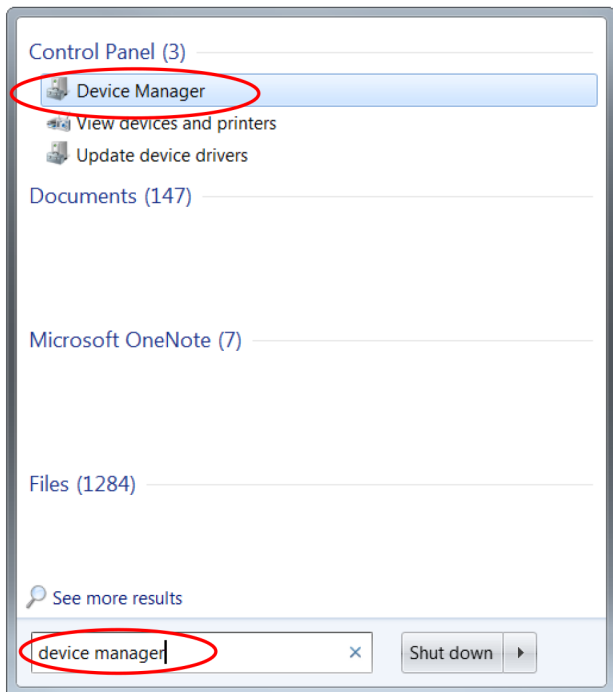 Control Panel (3)
Device Manager
View devices and printers
Update device drivers
Documents (147)
Microsoft OneNote (7)
Files (1284)
See more results
device manager
Shut down